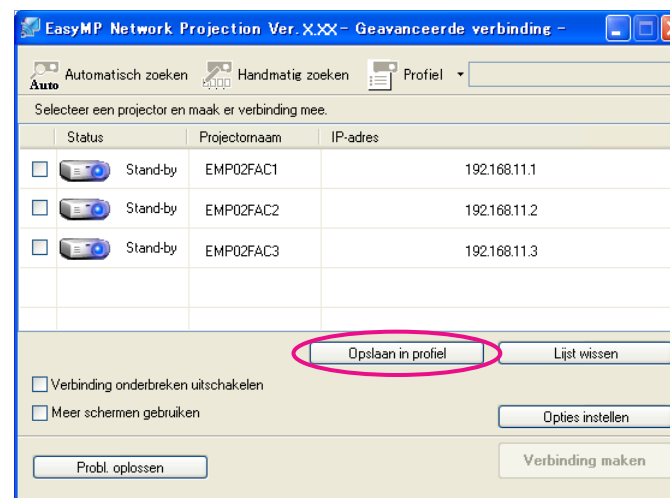 EasyMP Network Projection Ver. X.XX – Geavanceerde verbinding –
Auto Automatisch zoeken Handmatig zoeken Profiel
Selecteer een projector en maak er verbinding mee.
Status Projectornaam IP-adres
Stand-by EMP02FAC1 192.168.11.1
Stand-by EMP02FAC2 192.168.11.2
Stand-by EMP02FAC3 192.168.11.3
Opslaan in profiel Lijst wissen
Verbinding onderbreken uitschakelen
Meer schermen gebruiken
Opties instellen
Probl. oplossen Verbinding maken